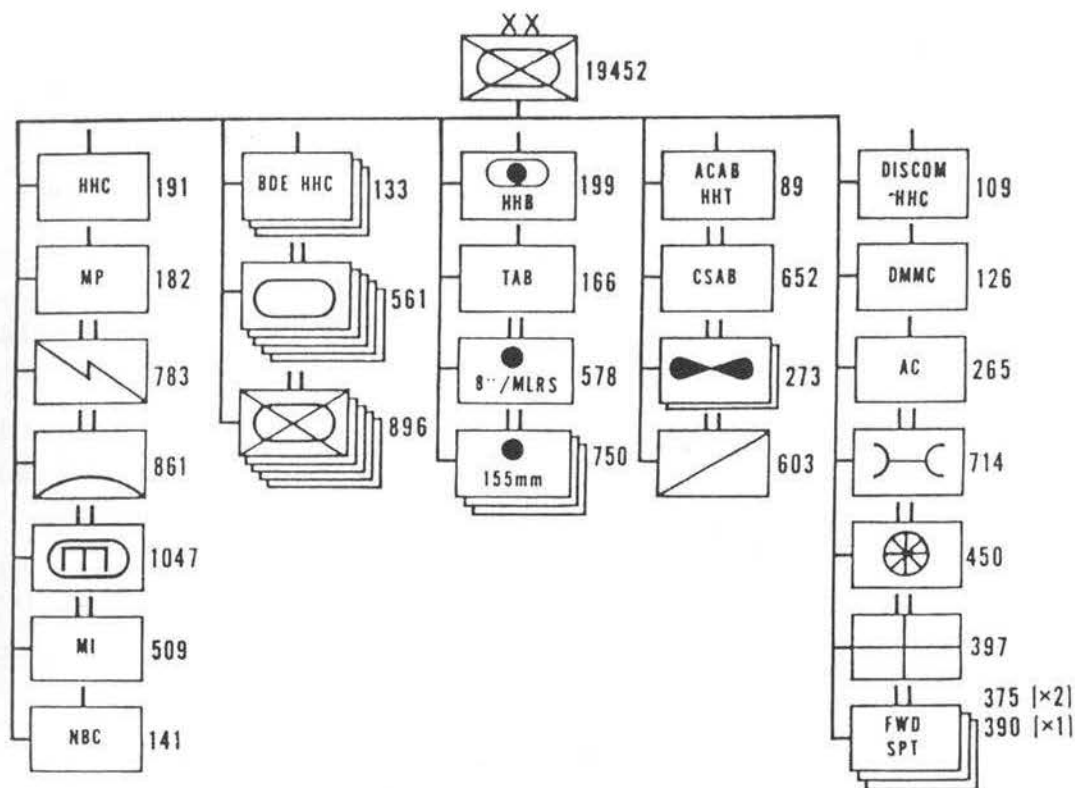 XX
19452
HHC 191
MP 182
783
861
1047
MI 509
NBC 141
BDE HHC 133
561
896
HHB 199
TAB 166
8''/MLRS 578
155mm 750
ACAB
HHT 89
CSAB 652
273
603
DISCOM
-HHC 109
DMMC 126
AC 265
714
450
397
375 (×2)
390 (×1)
FWD
SPT